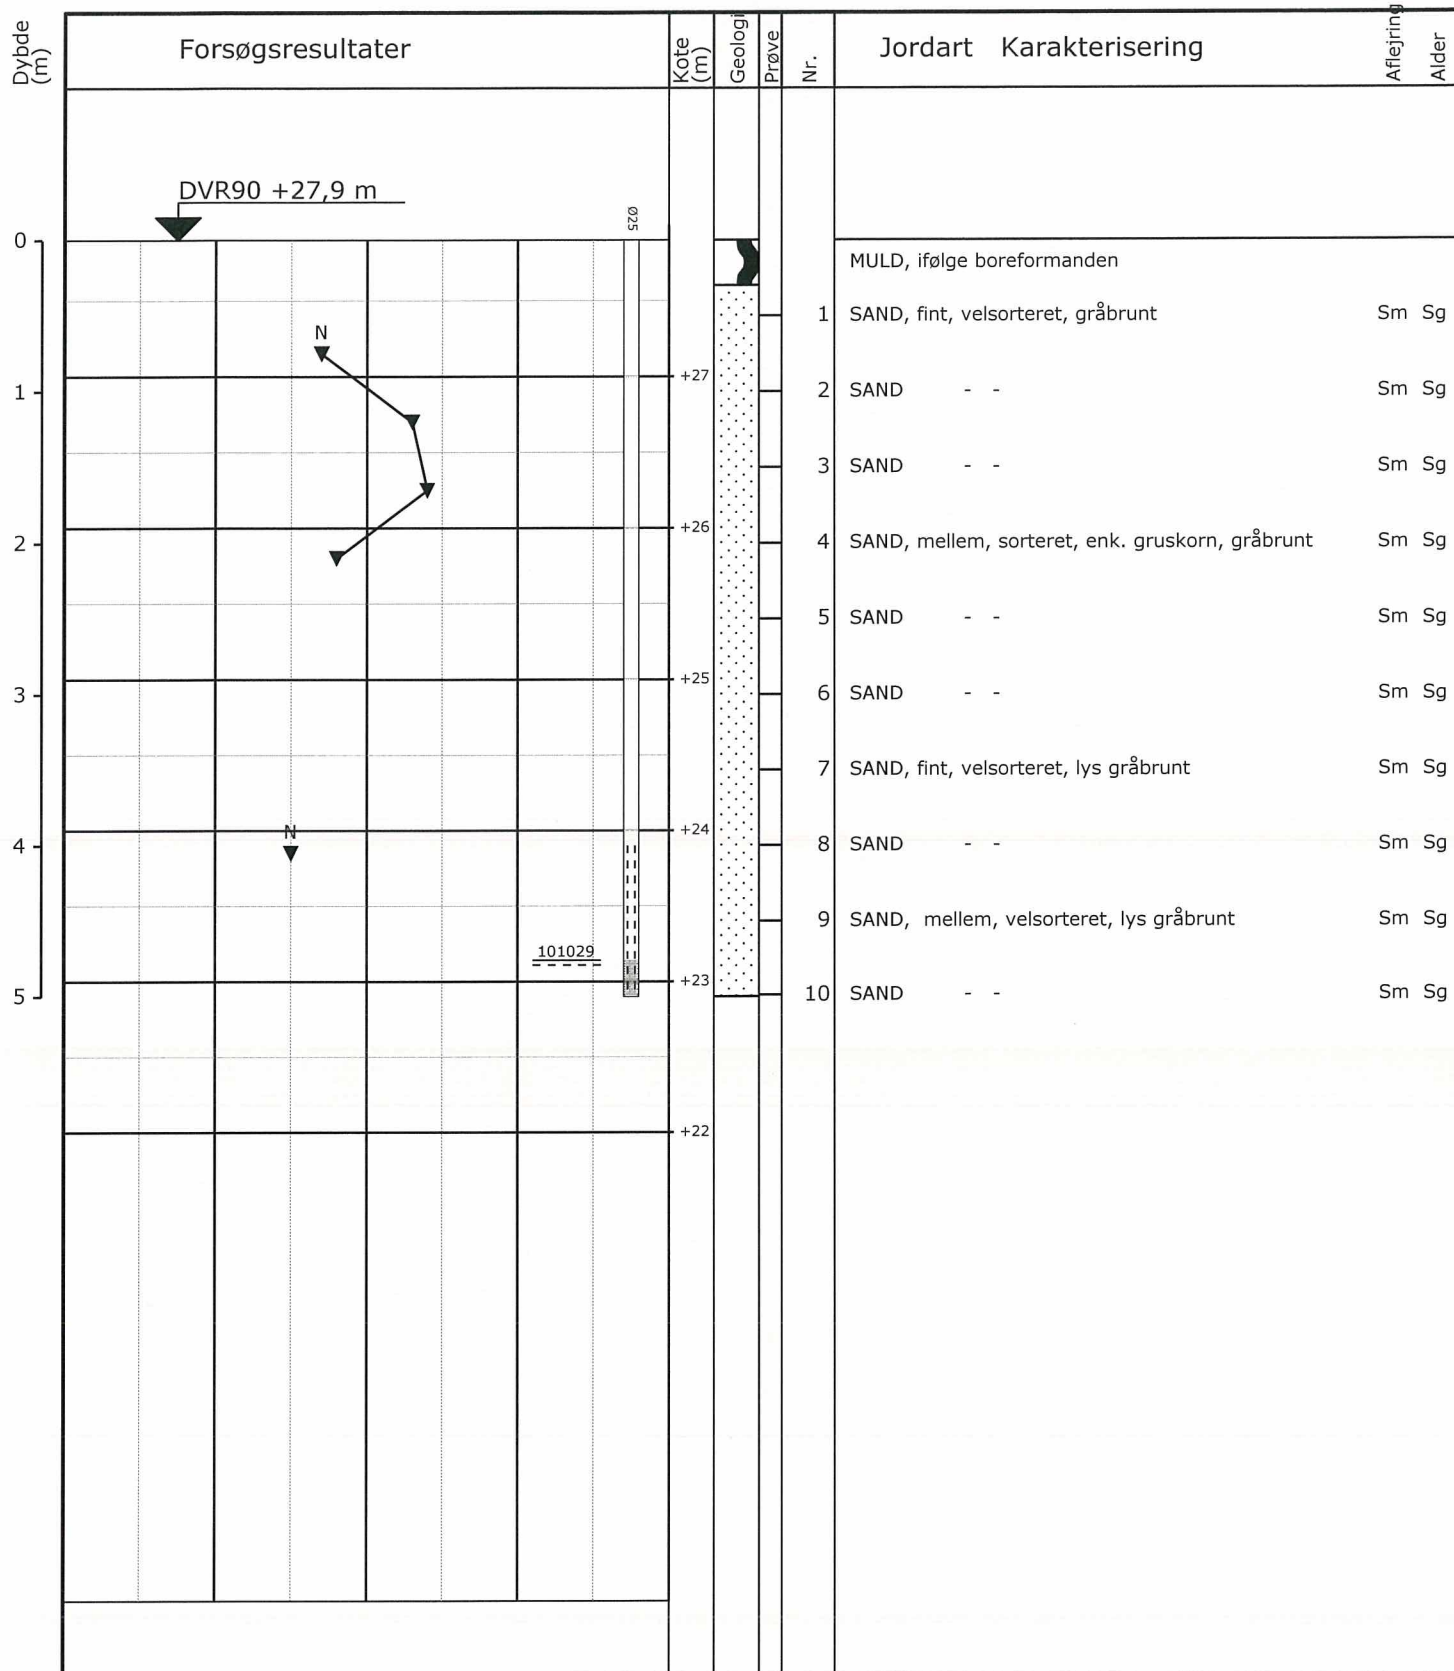 Dybde (m) Forsøgsresultater Kote (m) Geologi Prøve Nr. Jordart Karakterisering Aflejring Alder
DVR90 +27,9 m
Ø25
0
MULD, ifølge boreformanden
1 SAND, fint, velsorteret, gråbrunt Sm Sg
N
+27
1
2 SAND - - Sm Sg
3 SAND - - Sm Sg
+26
2
4 SAND, mellem, sorteret, enk. gruskorn, gråbrunt Sm Sg
5 SAND - - Sm Sg
+25
3
6 SAND - - Sm Sg
7 SAND, fint, velsorteret, lys gråbrunt Sm Sg
N
+24
4
8 SAND - - Sm Sg
9 SAND, mellem, velsorteret, lys gråbrunt Sm Sg
101029
+23
5
10 SAND - - Sm Sg
+22